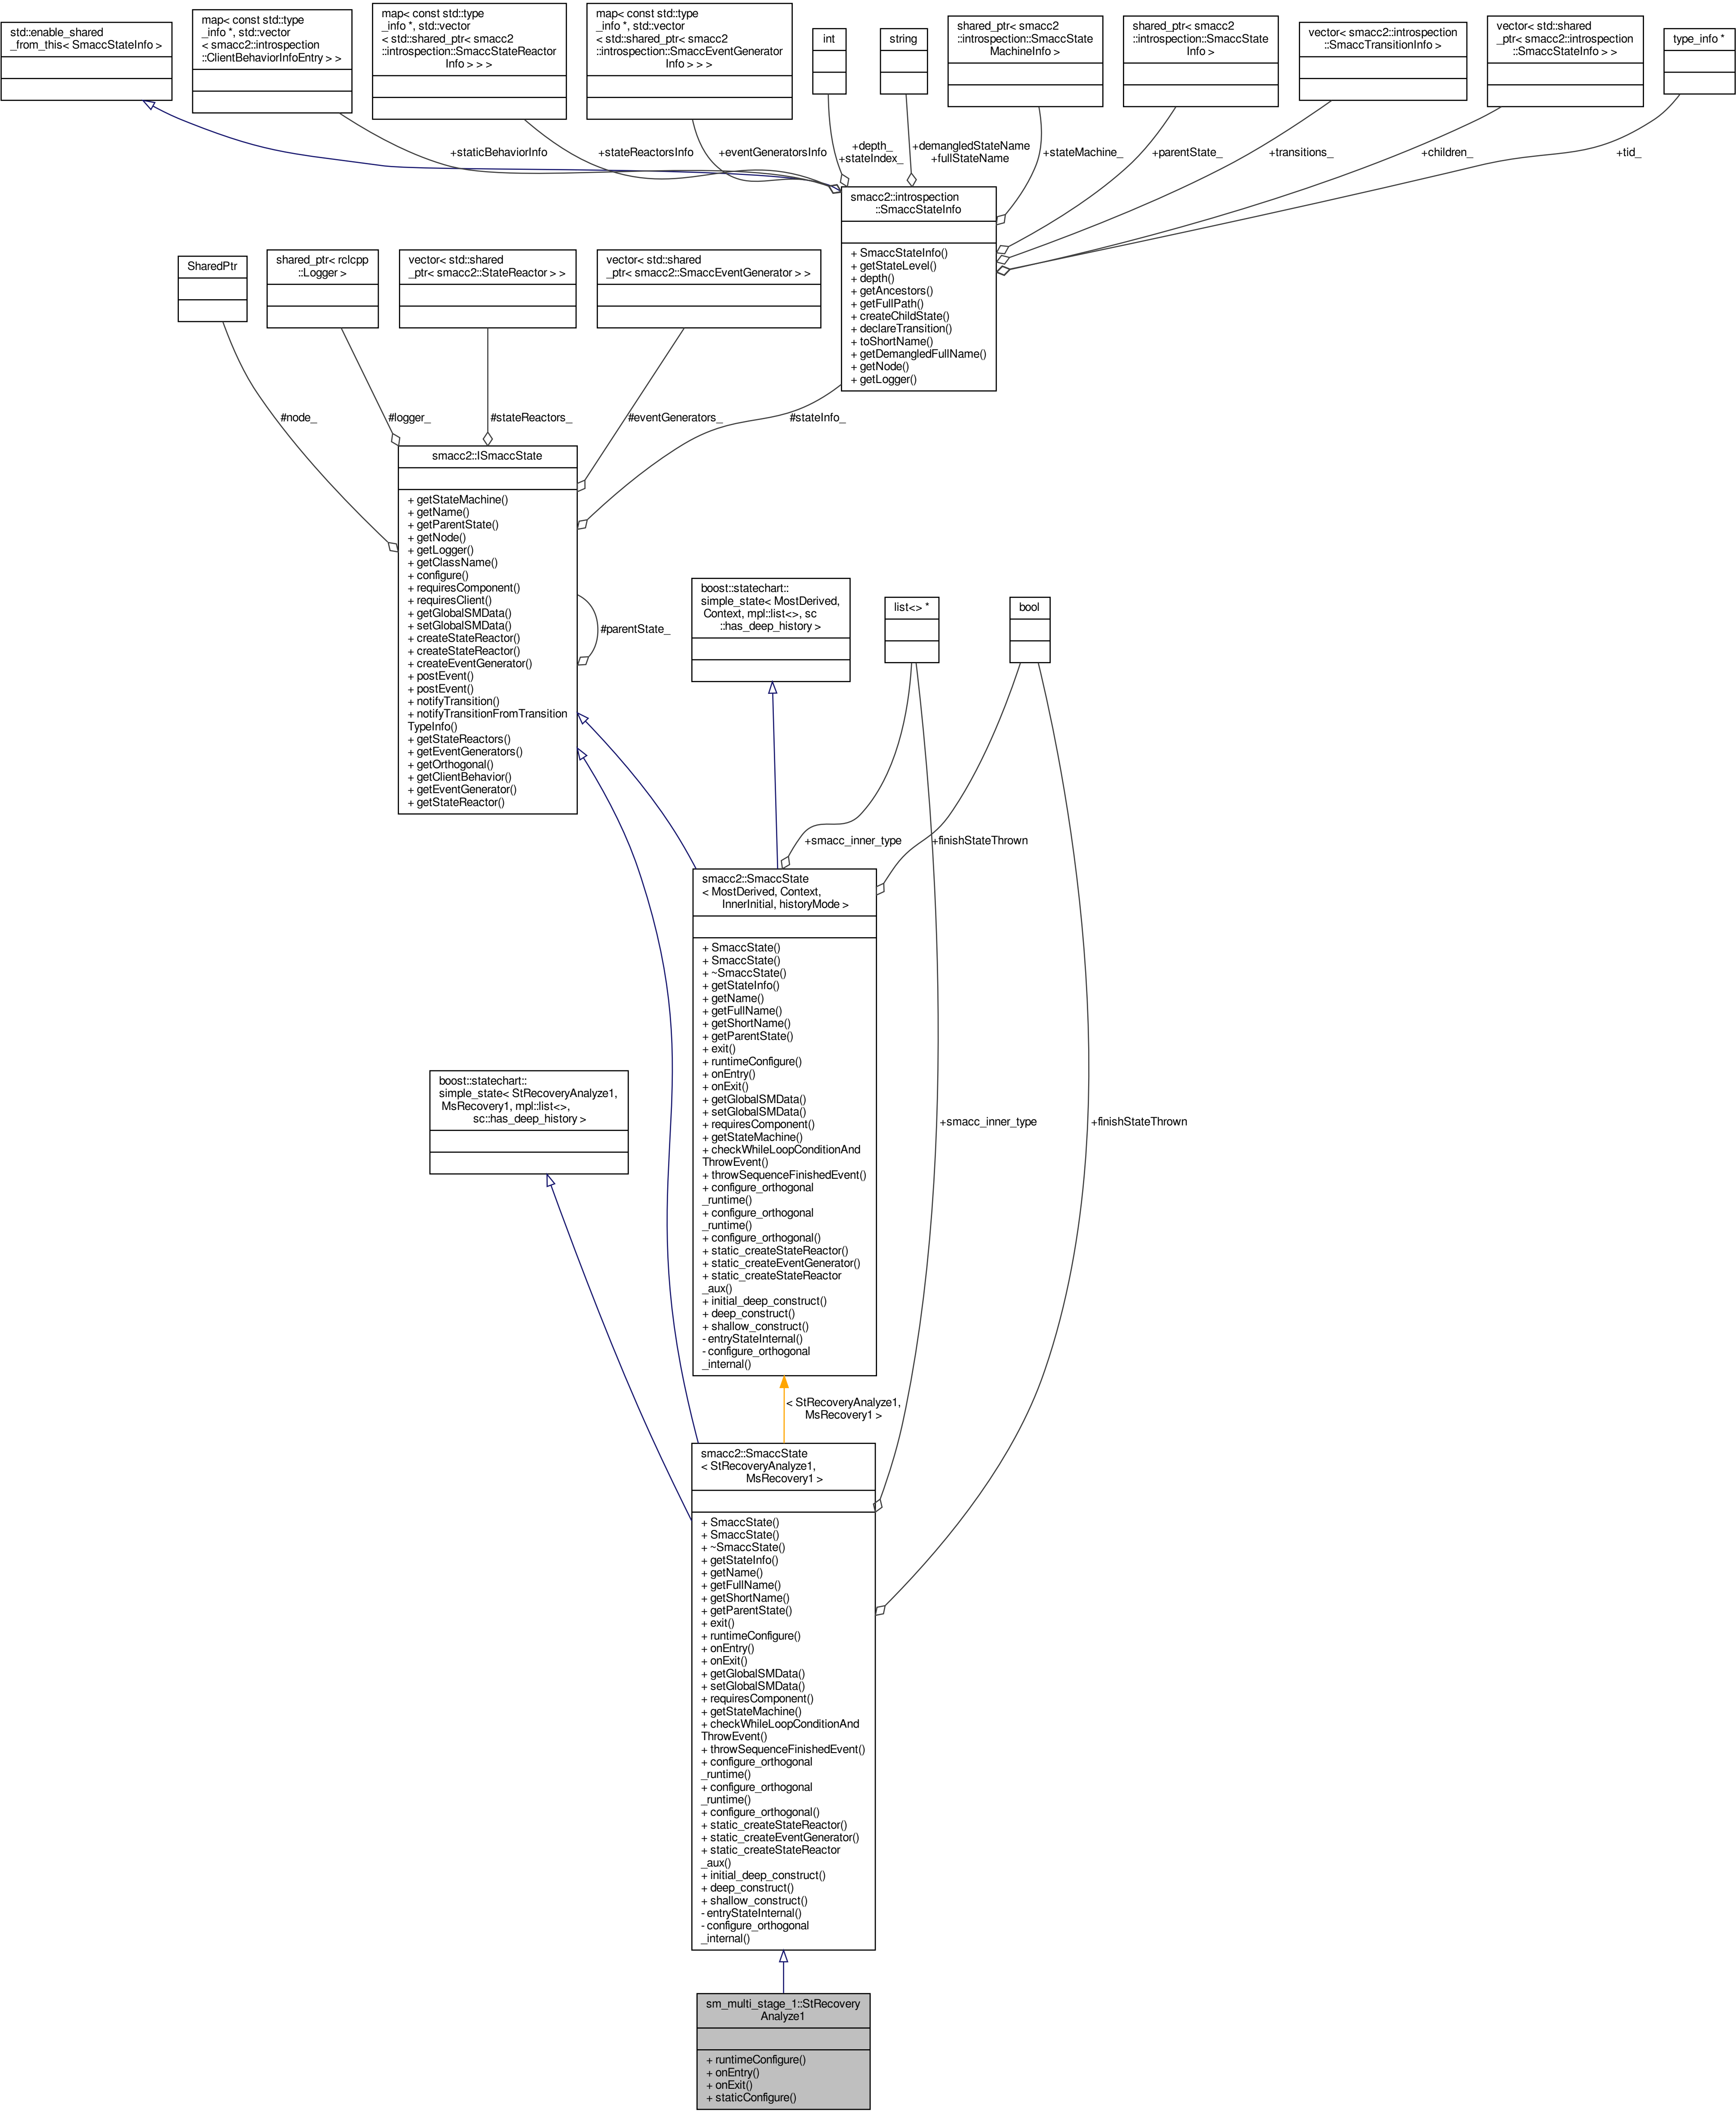 std::enable_shared
_from_this< SmaccStateInfo >
map< const std::type
_info *, std::vector
< smacc2::introspection
::ClientBehaviorInfoEntry > >
map< const std::type
_info *, std::vector
< std::shared_ptr< smacc2
::introspection::SmaccStateReactor
Info > > >
map< const std::type
_info *, std::vector
< std::shared_ptr< smacc2
::introspection::SmaccEventGenerator
Info > > >
int
string
shared_ptr< smacc2
::introspection::SmaccState
MachineInfo >
shared_ptr< smacc2
::introspection::SmaccState
Info >
vector< smacc2::introspection
::SmaccTransitionInfo >
vector< std::shared
_ptr< smacc2::introspection
::SmaccStateInfo > >
type_info *
+staticBehaviorInfo
+stateReactorsInfo
+eventGeneratorsInfo
+depth_
+stateIndex_
+demangledStateName
+fullStateName
+stateMachine_
+parentState_
+transitions_
+children_
+tid_
smacc2::introspection
::SmaccStateInfo
+ SmaccStateInfo()
+ getStateLevel()
+ depth()
+ getAncestors()
+ getFullPath()
+ createChildState()
+ declareTransition()
+ toShortName()
+ getDemangledFullName()
+ getNode()
+ getLogger()
SharedPtr
shared_ptr< rclcpp
::Logger >
vector< std::shared
_ptr< smacc2::StateReactor > >
vector< std::shared
_ptr< smacc2::SmaccEventGenerator > >
#node_
#logger_
#stateReactors_
#eventGenerators_
#stateInfo_
smacc2::ISmaccState
+ getStateMachine()
+ getName()
+ getParentState()
+ getNode()
+ getLogger()
+ getClassName()
+ configure()
+ requiresComponent()
+ requiresClient()
+ getGlobalSMData()
+ setGlobalSMData()
+ createStateReactor()
+ createStateReactor()
+ createEventGenerator()
+ postEvent()
+ postEvent()
+ notifyTransition()
+ notifyTransitionFromTransition
TypeInfo()
+ getStateReactors()
+ getEventGenerators()
+ getOrthogonal()
+ getClientBehavior()
+ getEventGenerator()
+ getStateReactor()
#parentState_
boost::statechart::
simple_state< MostDerived,
Context, mpl::list<>, sc
::has_deep_history >
list<> *
bool
+smacc_inner_type
+finishStateThrown
smacc2::SmaccState
< MostDerived, Context,
InnerInitial, historyMode >
+ SmaccState()
+ SmaccState()
+ ~SmaccState()
+ getStateInfo()
+ getName()
+ getFullName()
+ getShortName()
+ getParentState()
+ exit()
+ runtimeConfigure()
+ onEntry()
+ onExit()
+ getGlobalSMData()
+ setGlobalSMData()
+ requiresComponent()
+ getStateMachine()
+ checkWhileLoopConditionAnd
ThrowEvent()
+ throwSequenceFinishedEvent()
+ configure_orthogonal
_runtime()
+ configure_orthogonal
_runtime()
+ configure_orthogonal()
+ static_createStateReactor()
+ static_createEventGenerator()
+ static_createStateReactor
_aux()
+ initial_deep_construct()
+ deep_construct()
+ shallow_construct()
- entryStateInternal()
- configure_orthogonal
_internal()
boost::statechart::
simple_state< StRecoveryAnalyze1,
MsRecovery1, mpl::list<>,
sc::has_deep_history >
+smacc_inner_type
+finishStateThrown
< StRecoveryAnalyze1,
MsRecovery1 >
smacc2::SmaccState
< StRecoveryAnalyze1,
MsRecovery1 >
+ SmaccState()
+ SmaccState()
+ ~SmaccState()
+ getStateInfo()
+ getName()
+ getFullName()
+ getShortName()
+ getParentState()
+ exit()
+ runtimeConfigure()
+ onEntry()
+ onExit()
+ getGlobalSMData()
+ setGlobalSMData()
+ requiresComponent()
+ getStateMachine()
+ checkWhileLoopConditionAnd
ThrowEvent()
+ throwSequenceFinishedEvent()
+ configure_orthogonal
_runtime()
+ configure_orthogonal
_runtime()
+ configure_orthogonal()
+ static_createStateReactor()
+ static_createEventGenerator()
+ static_createStateReactor
_aux()
+ initial_deep_construct()
+ deep_construct()
+ shallow_construct()
- entryStateInternal()
- configure_orthogonal
_internal()
sm_multi_stage_1::StRecovery
Analyze1
+ runtimeConfigure()
+ onEntry()
+ onExit()
+ staticConfigure()